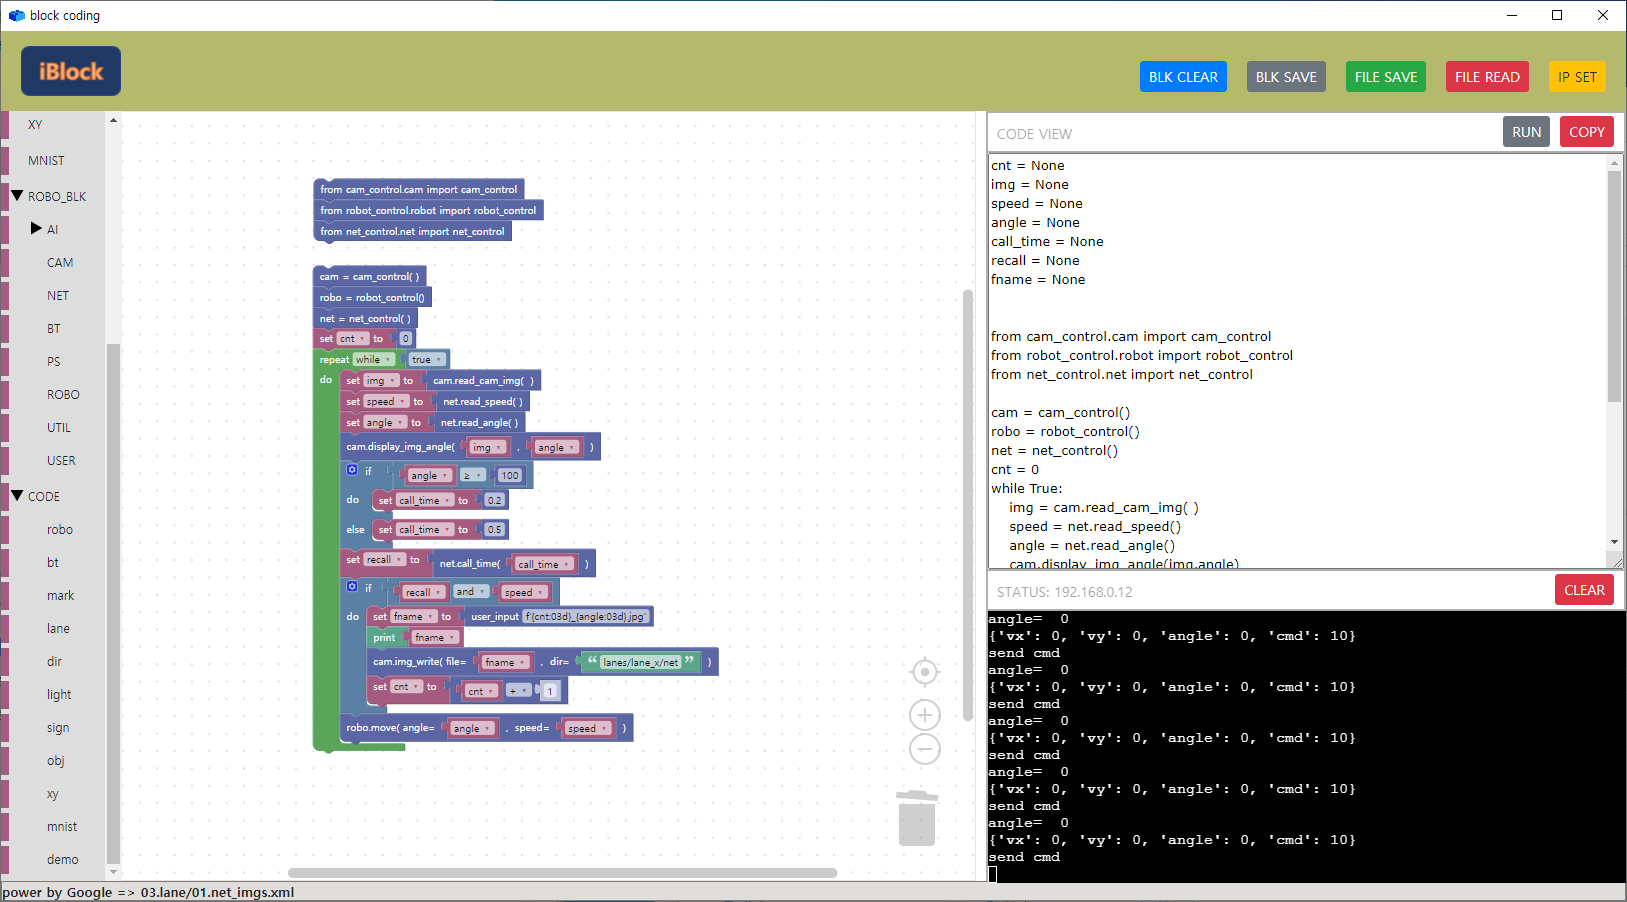 block coding
iBlock
BLK CLEAR
BLK SAVE
FILE SAVE
FILE READ
IP SET
XY
MNIST
ROBO_BLK
AI
CAM
NET
BT
PS
ROBO
UTIL
USER
CODE
robo
bt
mark
lane
dir
light
sign
obj
xy
mnist
demo
from cam_control.cam import cam_control
from robot_control.robot import robot_control
from net_control.net import net_control
cam = cam_control( )
robo = robot_control()
net = net_control( )
set cnt to 0
repeat while true
do set img to cam.read_cam_img( )
set speed to net.read_speed( )
set angle to net.read_angle( )
cam.display_img_angle( img , angle )
if angle ≥ 100
do set call_time to 0.2
else set call_time to 0.5
set recall to net.call_time( call_time )
if recall and speed
do set fname to user_input f'{cnt:03d}_{angle:03d}.jpg'
print fname
cam.img_write( file= fname , dir= “ lanes/lane_x/net ” )
set cnt to cnt + 1
robo.move( angle= angle , speed= speed )
CODE VIEW
RUN
COPY
cnt = None
img = None
speed = None
angle = None
call_time = None
recall = None
fname = None
from cam_control.cam import cam_control
from robot_control.robot import robot_control
from net_control.net import net_control
cam = cam_control()
robo = robot_control()
net = net_control()
cnt = 0
while True:
img = cam.read_cam_img( )
speed = net.read_speed()
angle = net.read_angle()
cam.display_img_angle(img,angle)
STATUS: 192.168.0.12
CLEAR
angle=  0
{'vx': 0, 'vy': 0, 'angle': 0, 'cmd': 10}
send cmd
angle=  0
{'vx': 0, 'vy': 0, 'angle': 0, 'cmd': 10}
send cmd
angle=  0
{'vx': 0, 'vy': 0, 'angle': 0, 'cmd': 10}
send cmd
angle=  0
{'vx': 0, 'vy': 0, 'angle': 0, 'cmd': 10}
send cmd
angle=  0
{'vx': 0, 'vy': 0, 'angle': 0, 'cmd': 10}
send cmd
power by Google => 03.lane/01.net_imgs.xml